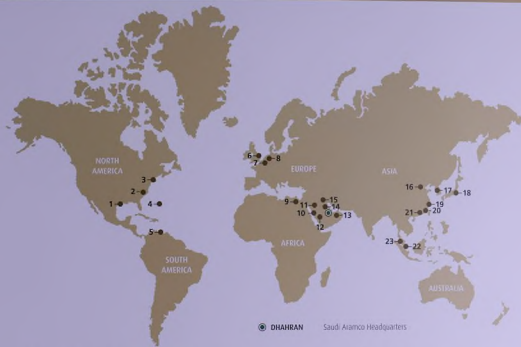 NORTH
AMERICA
EUROPE
ASIA
AFRICA
SOUTH
AMERICA
AUSTRALIA
1
2
3
4
5
6
7
8
9
10
11
12
13
14
15
16
17
18
19
20
21
22
23
DHAHRAN Saudi Aramco Headquarters